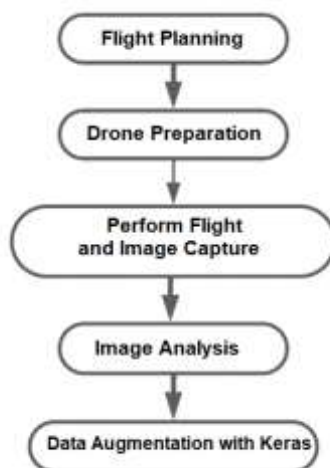 Flight Planning
Drone Preparation
Perform Flight
and Image Capture
Image Analysis
Data Augmentation with Keras